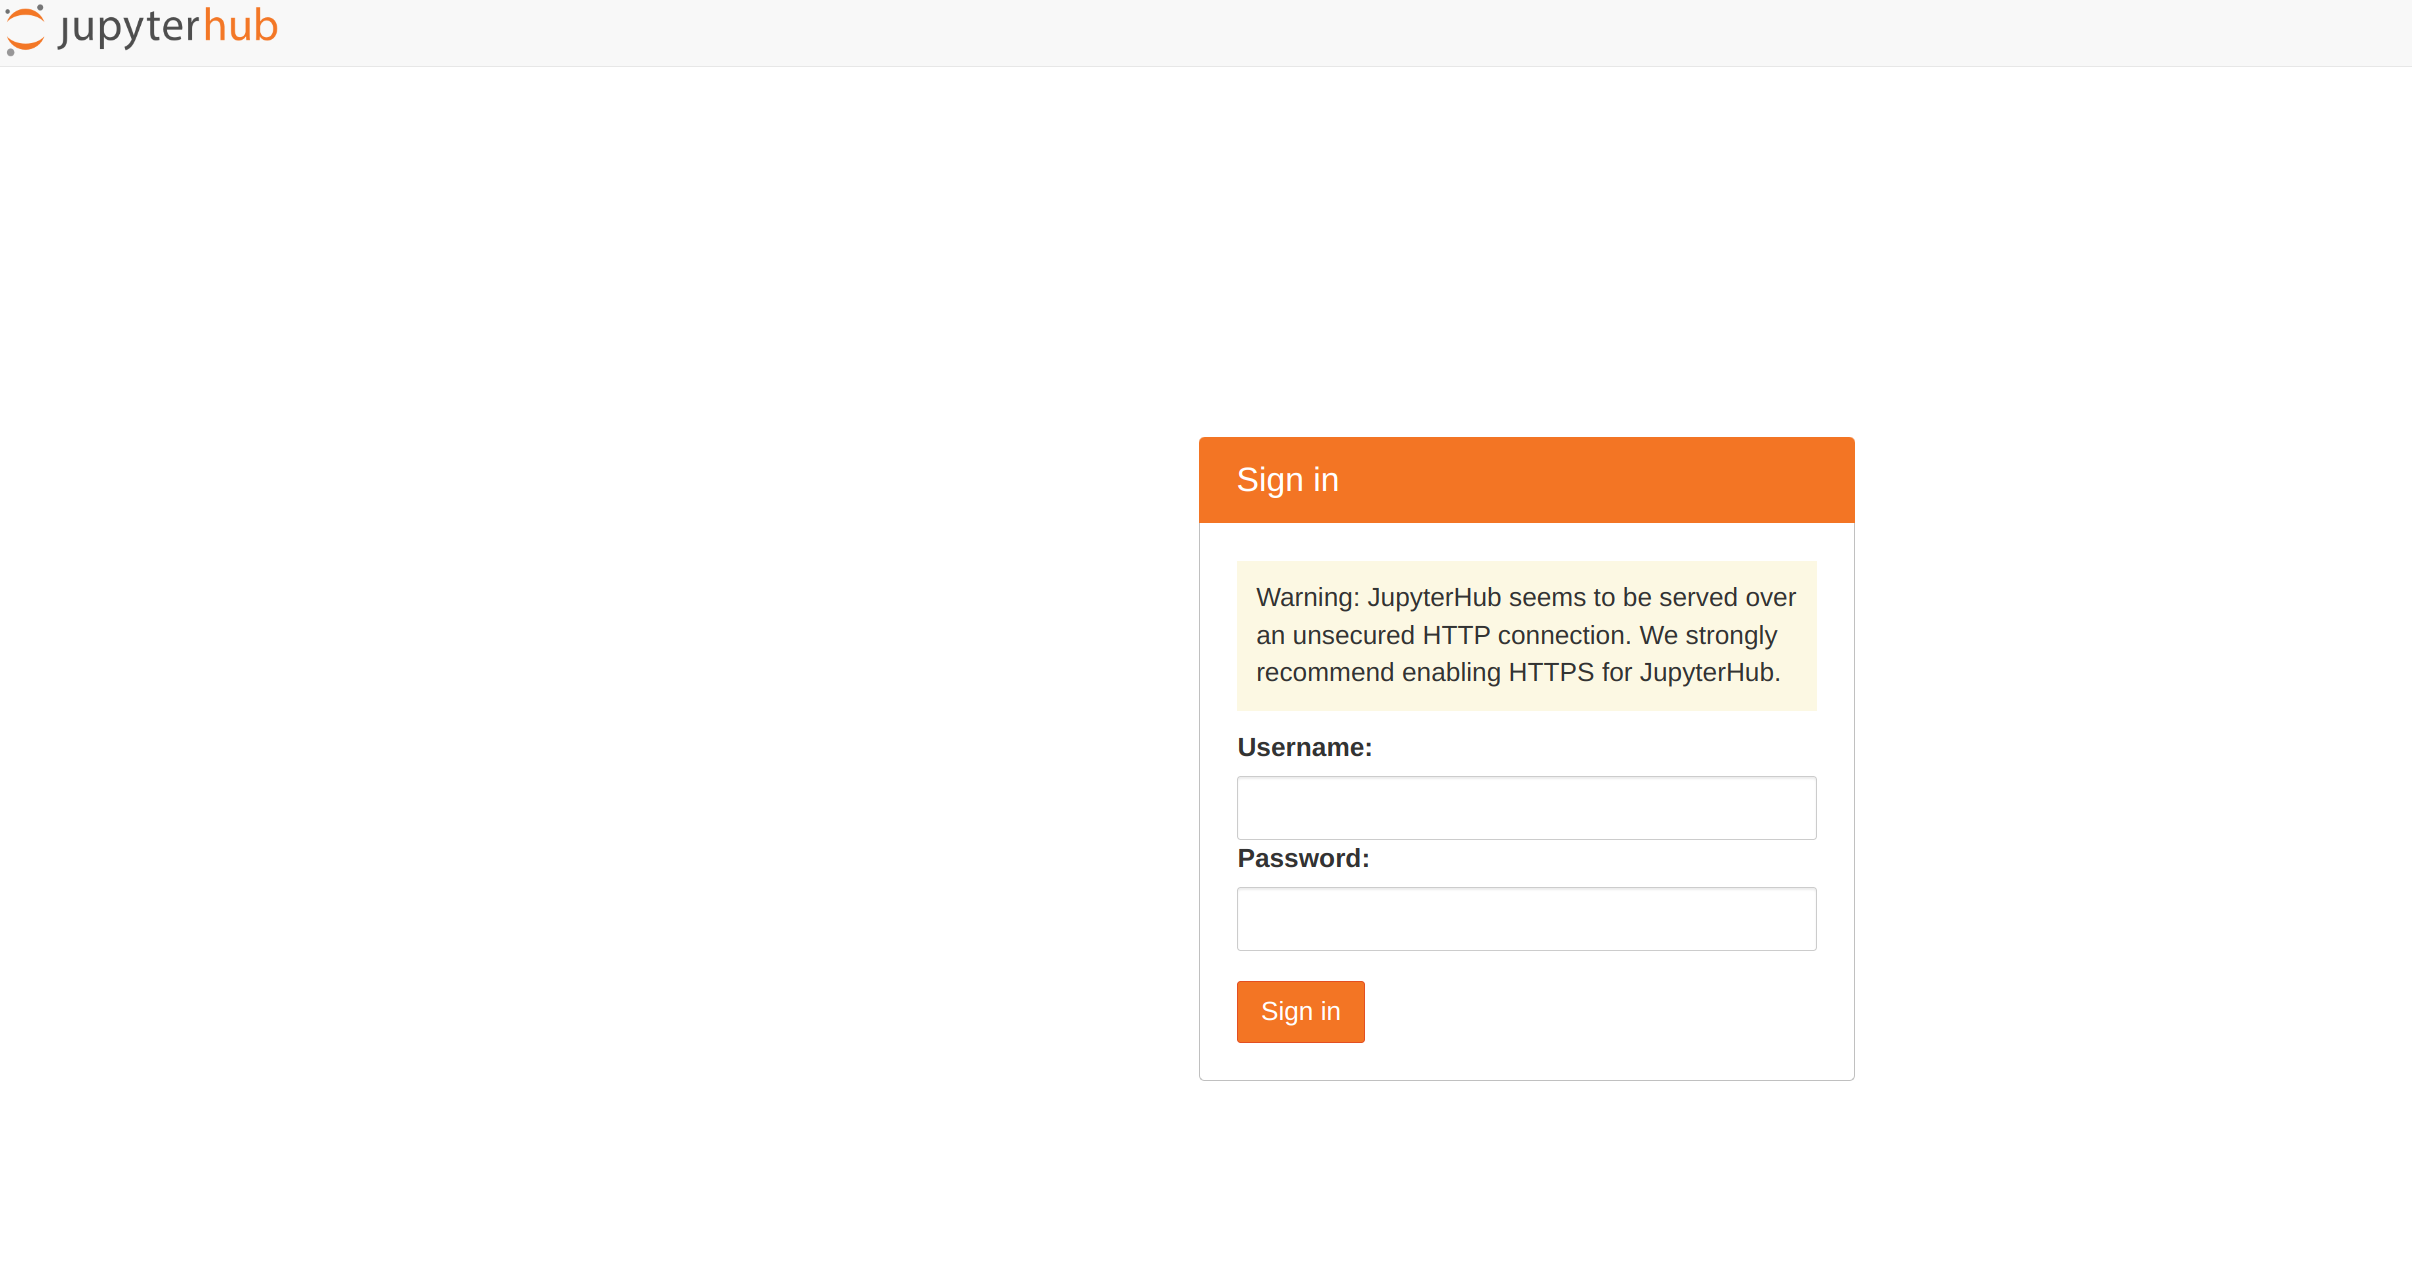 jupyterhub
Sign in
Warning: JupyterHub seems to be served over
an unsecured HTTP connection. We strongly
recommend enabling HTTPS for JupyterHub.
Username:
Password:
Sign in